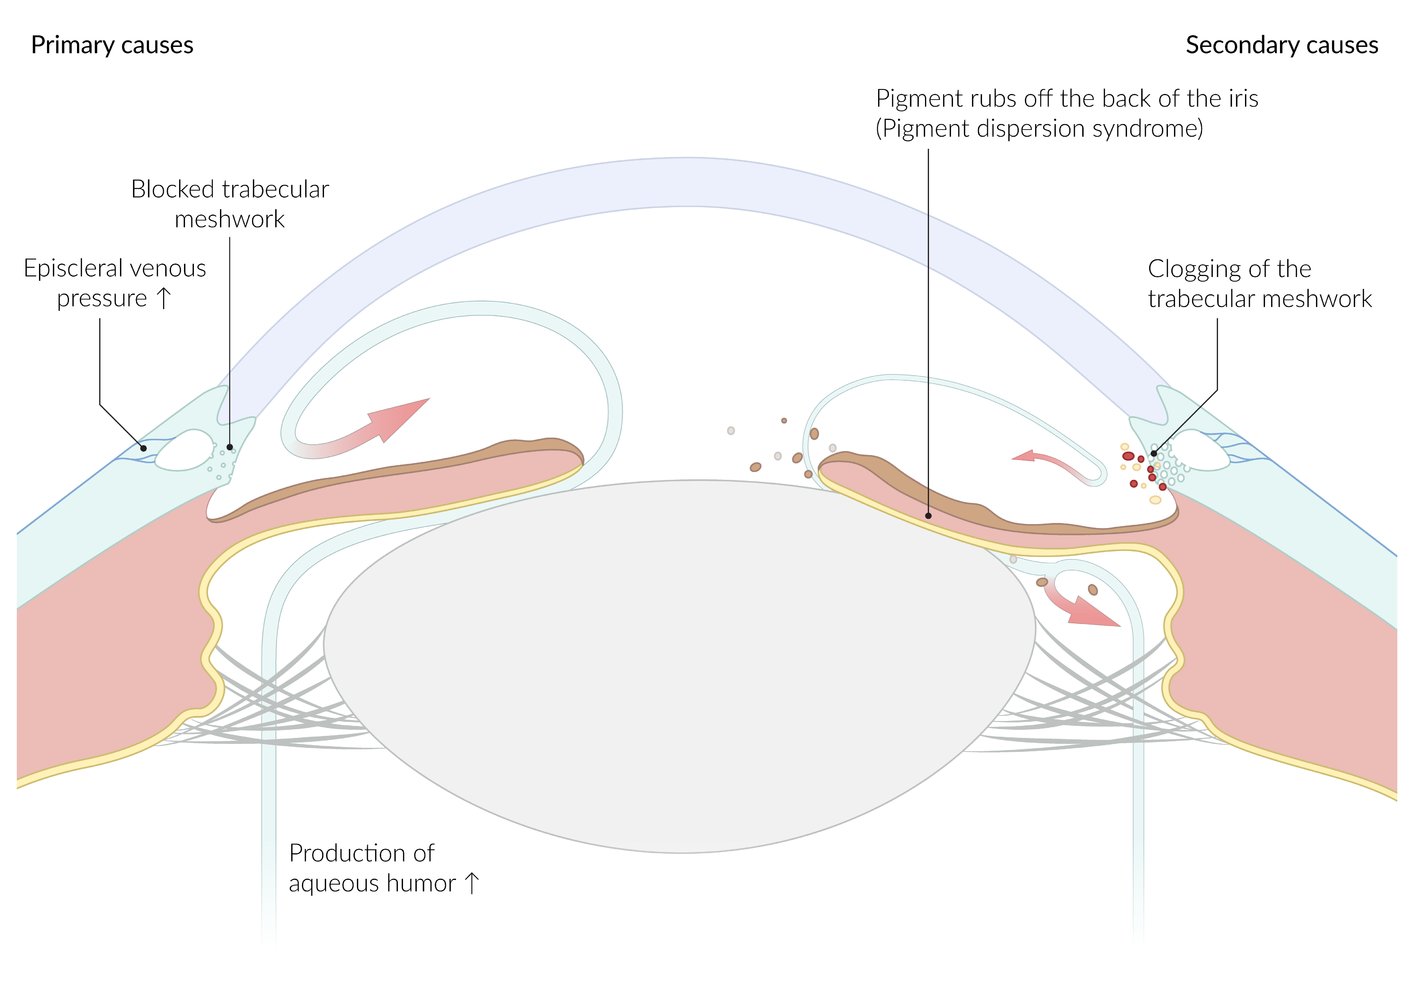 Primary causes
Secondary causes
Pigment rubs off the back of the iris
(Pigment dispersion syndrome)
Blocked trabecular
meshwork
Episcleral venous
pressure ↑
Clogging of the
trabecular meshwork
Production of
aqueous humor ↑